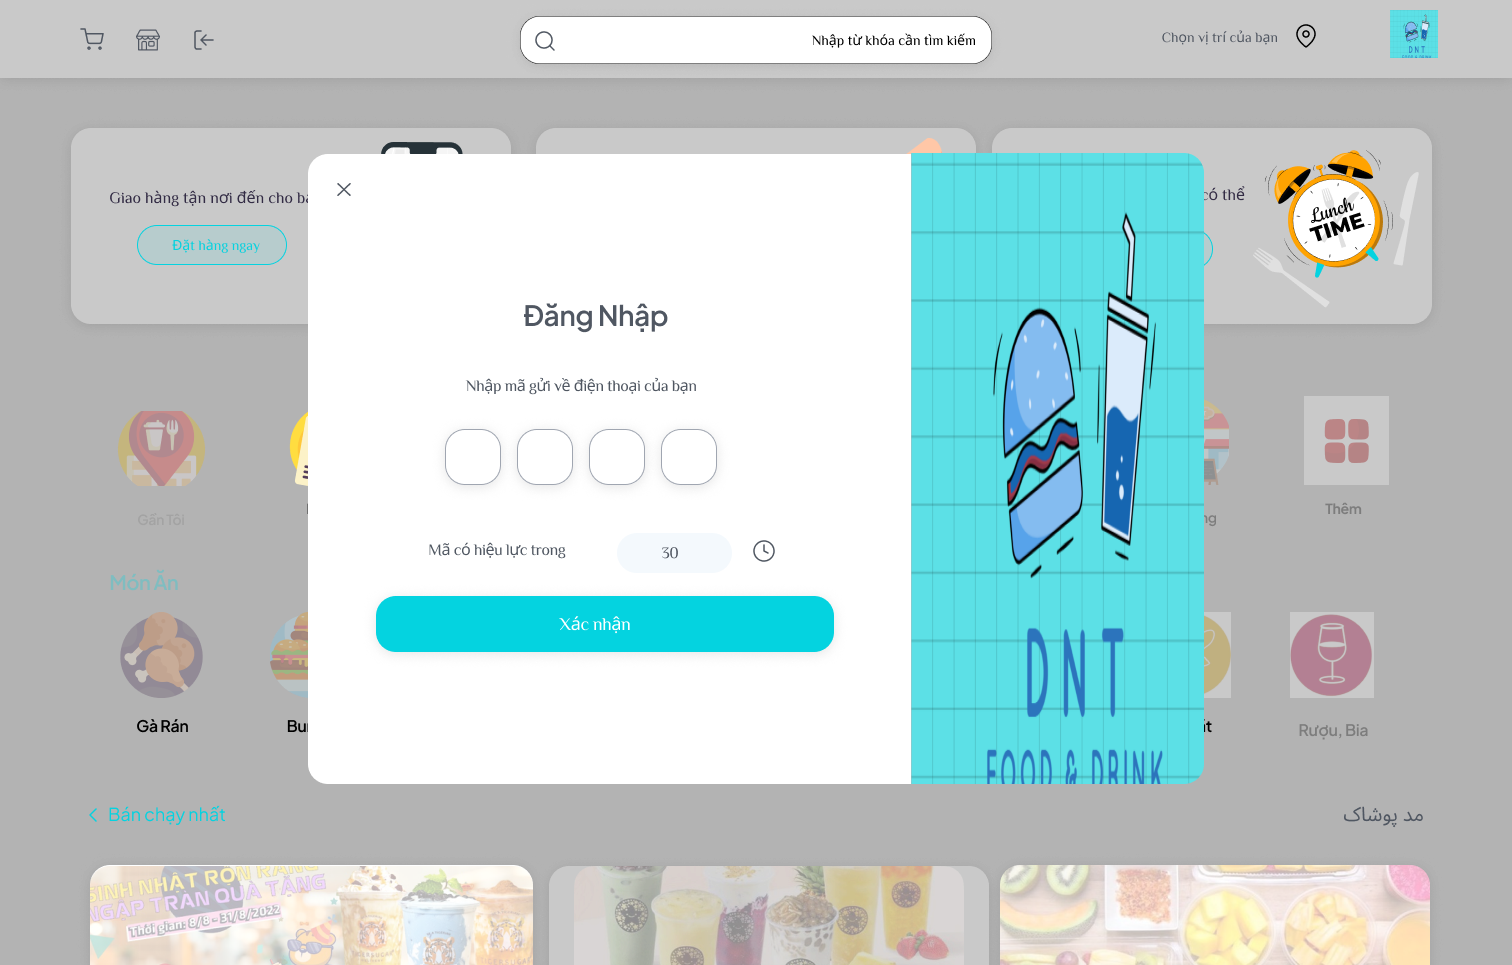 Nhập từ khóa cần tìm kiếm
Chọn vị trí của bạn
DNT
Giao hàng tận nơi đến cho
có thể
Đặt hàng ngay
Lunch
TIME
Đăng Nhập
Nhập mã gửi về điện thoại của bạn
Mã có hiệu lực trong
30
Xác nhận
DNT
FOOD & DRINK
Gần Tôi
Thêm
Món Ăn
Gà Rán
Rượu, Bia
Bán chạy nhất
مد پوشاک
SINH NHẬT RỘN RÀNG
NGẬP TRÀN QUÀ TẶNG
Thời gian: 8/8 - 31/8/2022